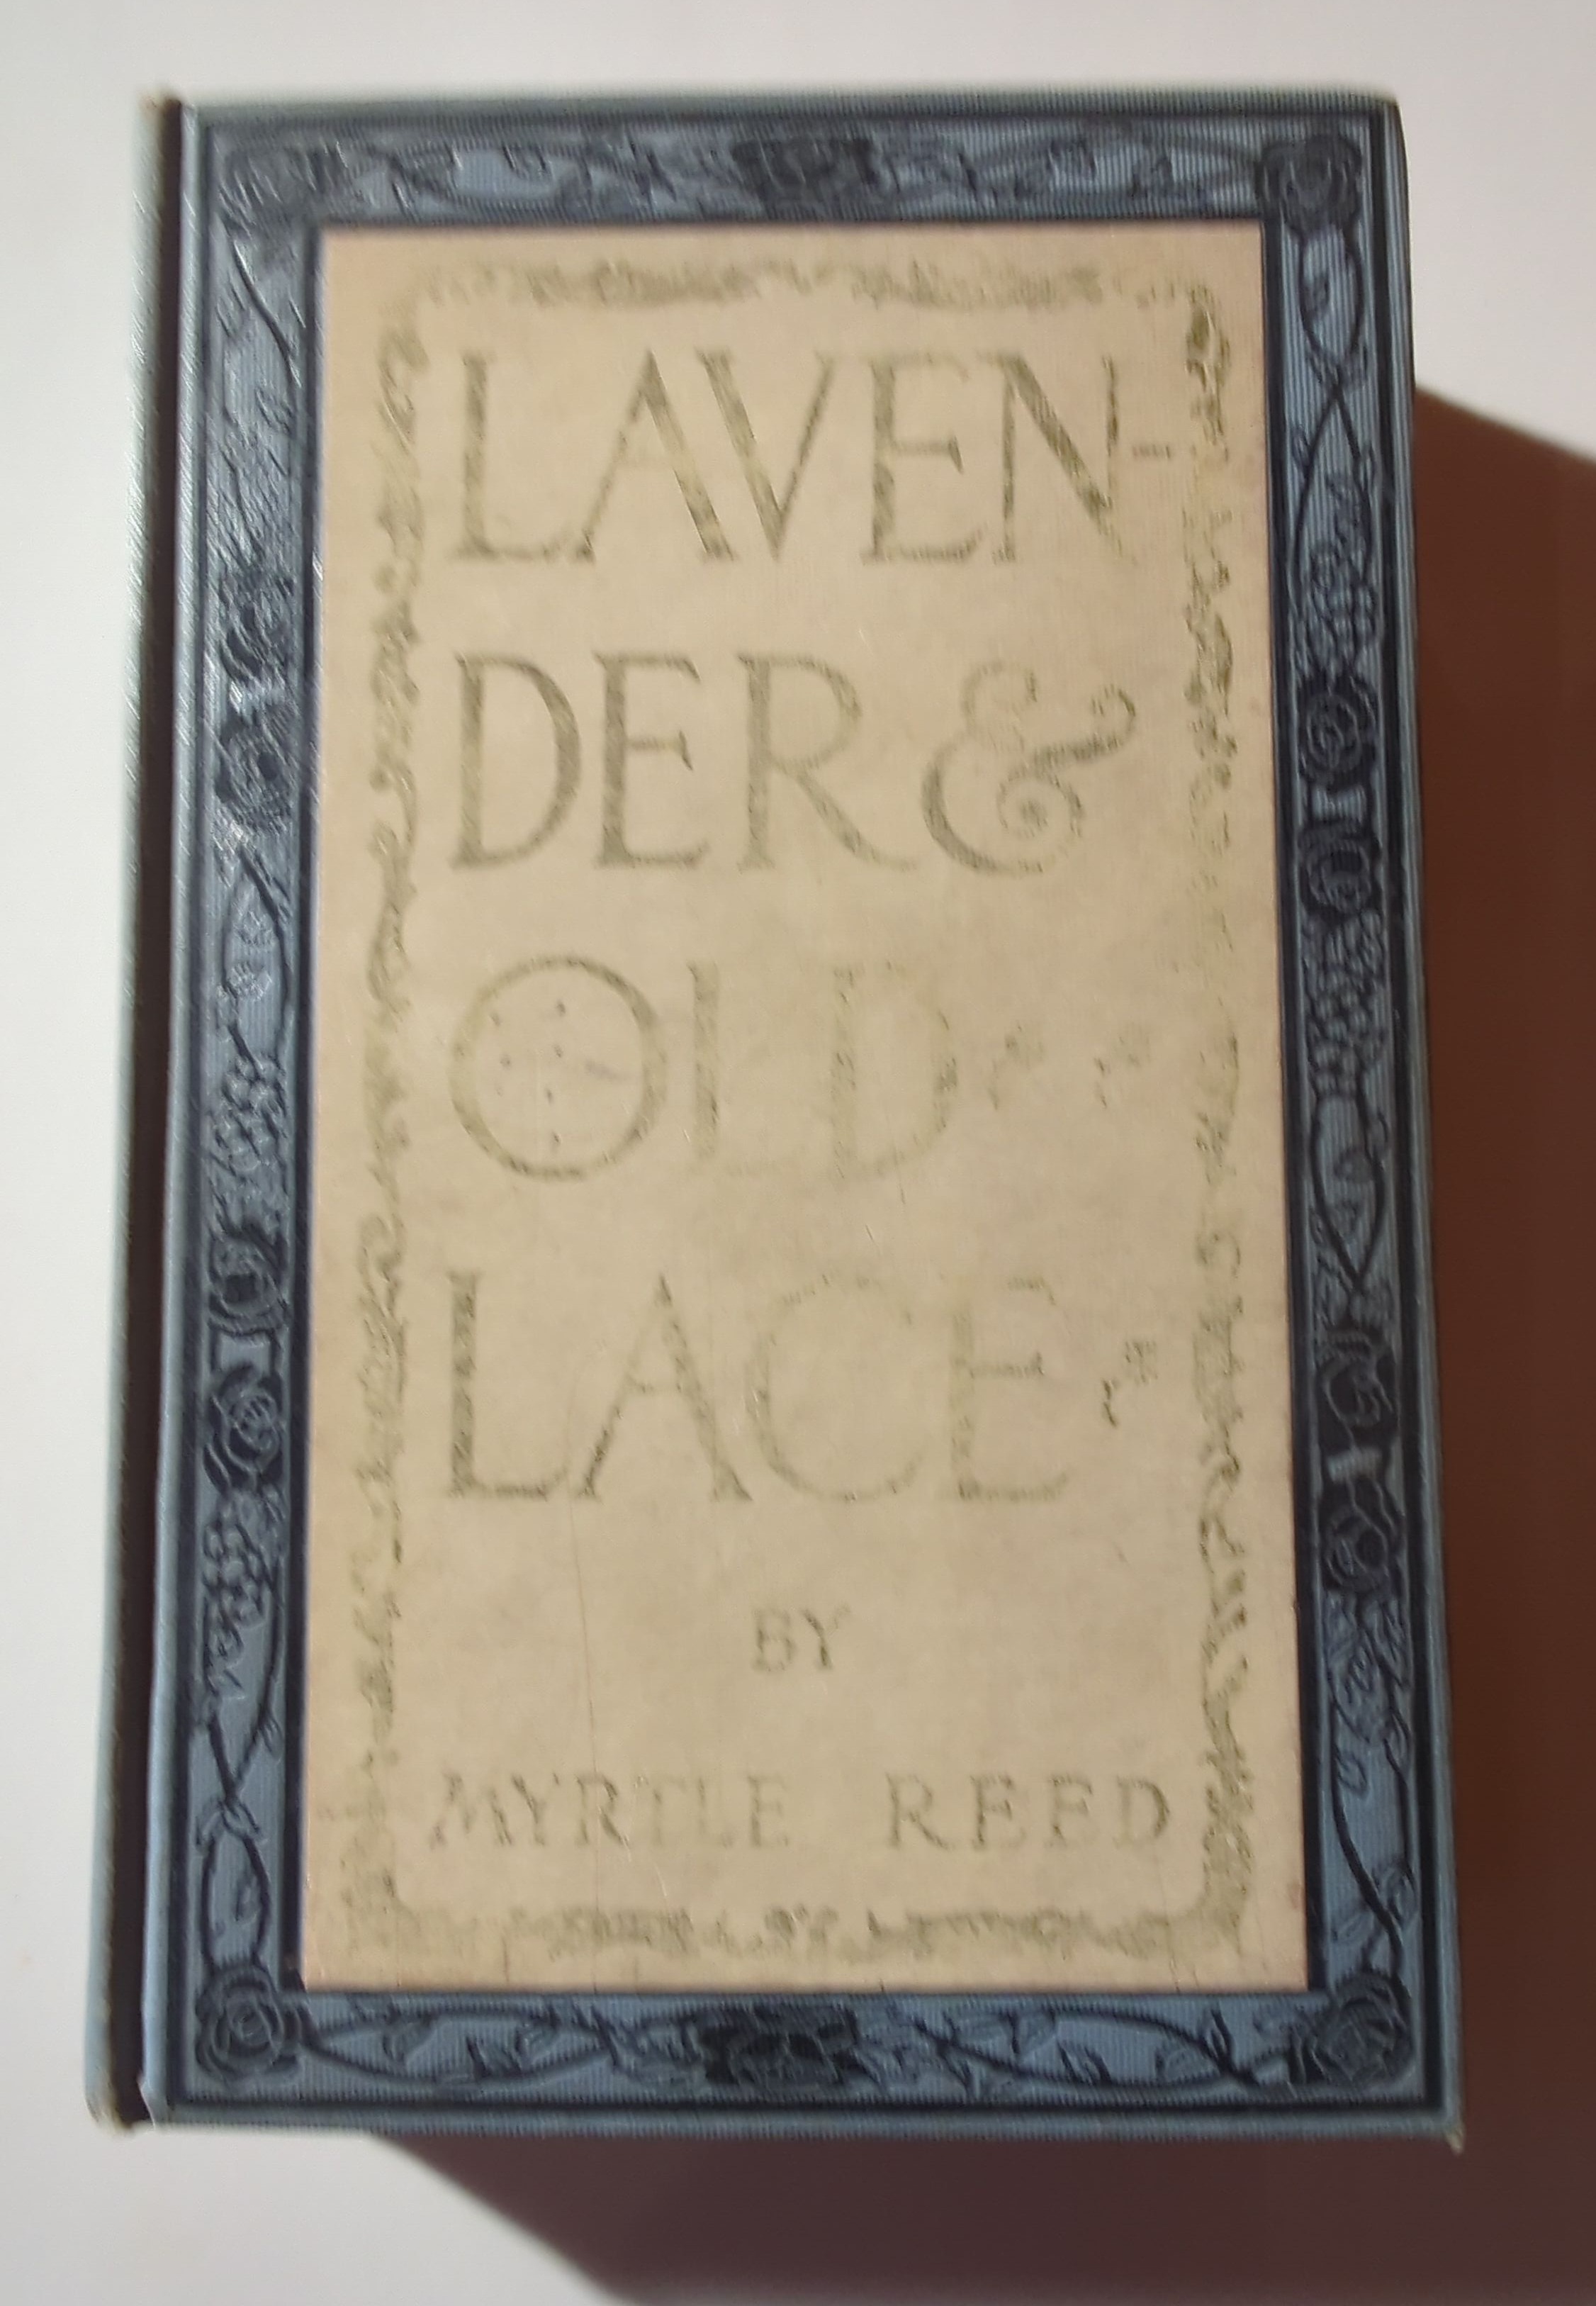 LAVEN-
DER &
OLD
LACE
BY
MYRTLE REED